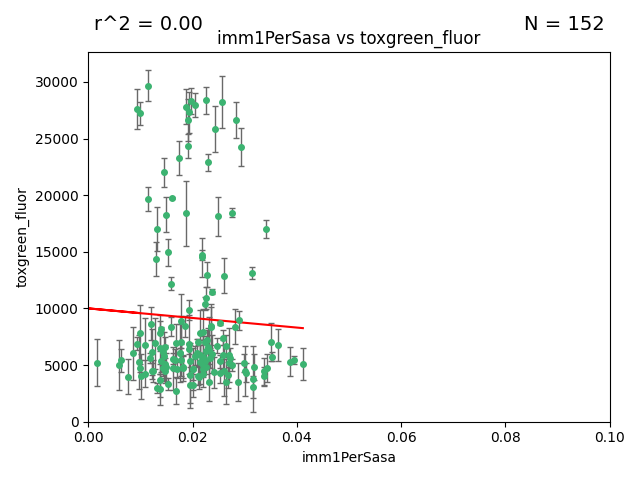 r^2 = 0.00
N = 152
imm1PerSasa vs toxgreen_fluor
30000
25000
20000
15000
10000
5000
0
toxgreen_fluor
0.00
0.02
0.04
0.06
0.08
0.10
imm1PerSasa